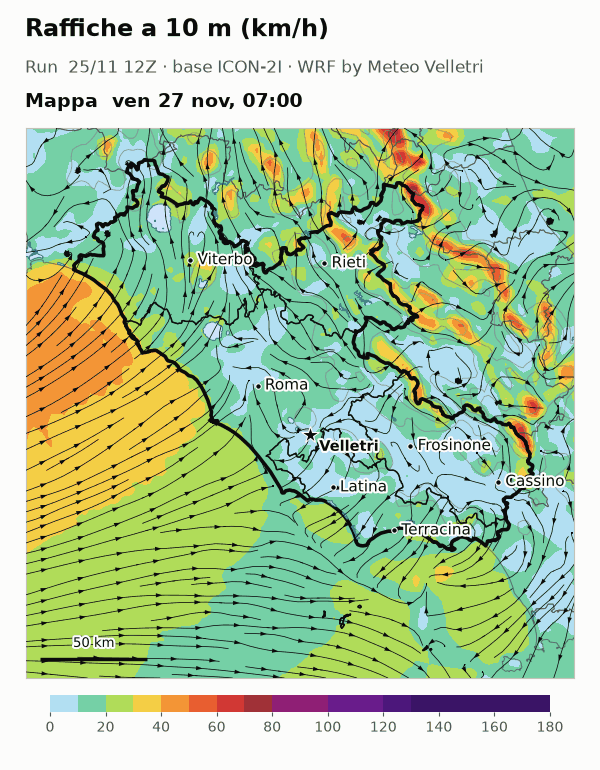 Raffiche a 10 m (km/h)
Run 25/11 12Z · base ICON-2I · WRF by Meteo Velletri
Mappa ven 27 nov, 07:00
Viterbo
Rieti
Roma
Velletri
Frosinone
Latina
Cassino
Terracina
50 km
0 20 40 60 80 100 120 140 160 180